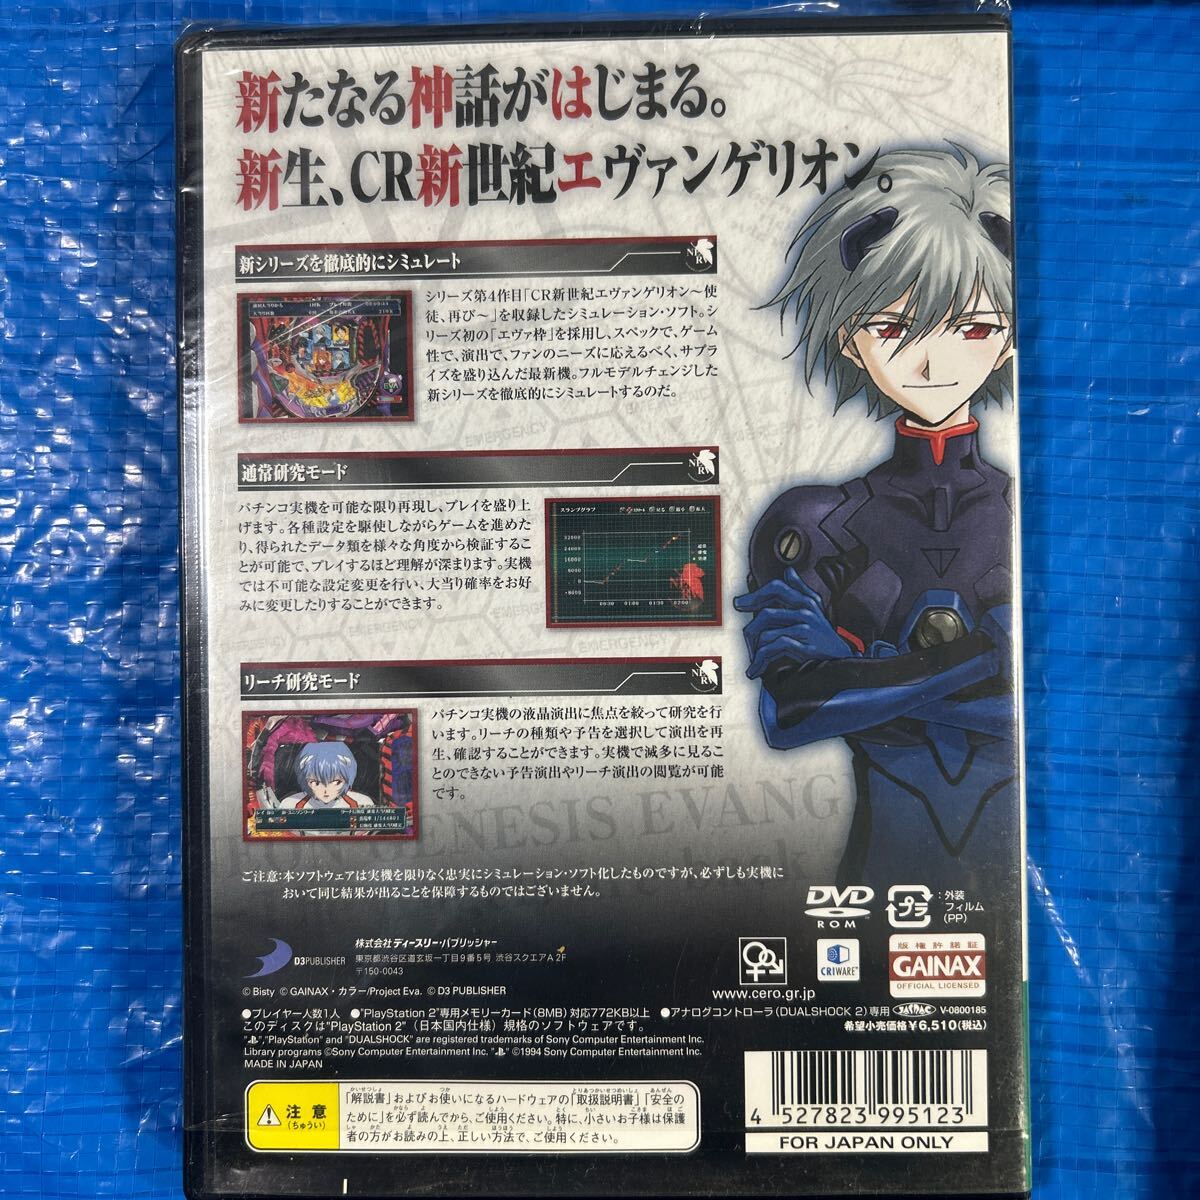 新たなる神話がはじまる。
新生、CR新世紀エヴァンゲリオン。
新シリーズを徹底的にシミュレート
シリーズ第4作目「CR新世紀エヴァンゲリオン〜使
徒、再び〜」を収録したシミュレーション・ソフト。シ
リーズ初の「エヴァ枠」を採用し、スペックで、ゲーム
性で、演出で、ファンのニーズに応えるべく、サプラ
イズを盛り込んだ最新機。フルモデルチェンジした
新シリーズを徹底的にシミュレートするのだ。
通常研究モード
パチンコ実機を可能な限り再現し、プレイを盛り上
げます。各種設定を駆使しながらゲームを進めた
り、得られたデータ類を様々な角度から検証するこ
とが可能で、プレイするほど理解が深まります。実機
では不可能な設定変更を行い、大当り確率をお好
みに変更したりすることができます。
スランプグラフ
32000
24000
16000
8000
0
-8000
00:30 01:00 01:30 02:00
リーチ研究モード
パチンコ実機の液晶演出に焦点を絞って研究を行
います。リーチの種類や予告を選択して演出を再
生、確認することができます。実機で滅多に見るこ
とのできない予告演出やリーチ演出の閲覧が可能
です。
ご注意:本ソフトウェアは実機を限りなく忠実にシミュレーション・ソフト化したものですが、必ずしも実機に
おいて同じ結果が出ることを保障するものではございません。
DVD
ROM
プラ
:外装
フィルム
(PP)
D3PUBLISHER
株式会社 ディースリー・パブリッシャー
東京都渋谷区道玄坂一丁目9番5号 渋谷スクエアA 2F
〒150-0043
www.cero.gr.jp
CRIWARE
版権許諾証
GAINAX
OFFICIAL LICENSED
© Bisty © GAINAX・カラー/Project Eva. © D3 PUBLISHER
●プレイヤー人数1人 ●"PlayStation 2"専用メモリーカード(8MB)対応772KB以上 ●アナログコントローラ(DUALSHOCK 2)専用 V-0800185
このディスクは"PlayStation 2"(日本国内仕様)規格のソフトウェアです。 希望小売価格¥6,510(税込)
"","PlayStation" and "DUALSHOCK" are registered trademarks of Sony Computer Entertainment Inc.
Library programs ©Sony Computer Entertainment Inc. "" ©1994 Sony Computer Entertainment Inc.
MADE IN JAPAN
注意
(ちゅうい)
「解説書」およびお使いになるハードウェアの「取扱説明書」「安全の
ために」を必ず読んでから、ご使用ください。特に、小さいお子様は保護
者の方がお読みの上、正しい方法で、ご使用ください。
4 527823 995123
FOR JAPAN ONLY